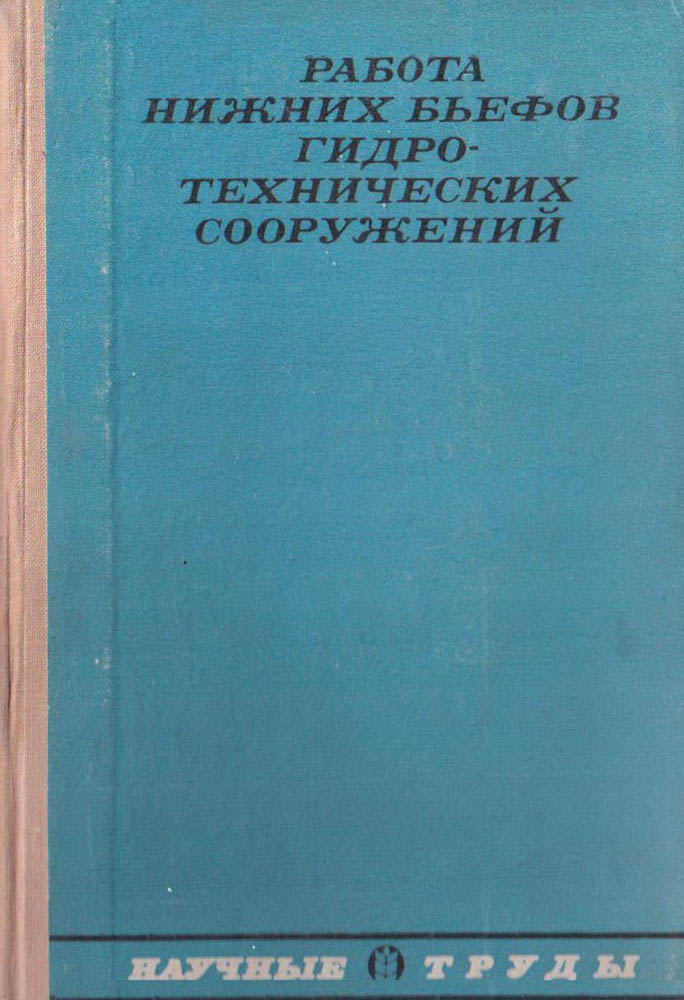 РАБОТА
НИЖНИХ БЬЕФОВ
ГИДРО-
ТЕХНИЧЕСКИХ
СООРУЖЕНИЙ
НАУЧНЫЕ ТРУДЫ